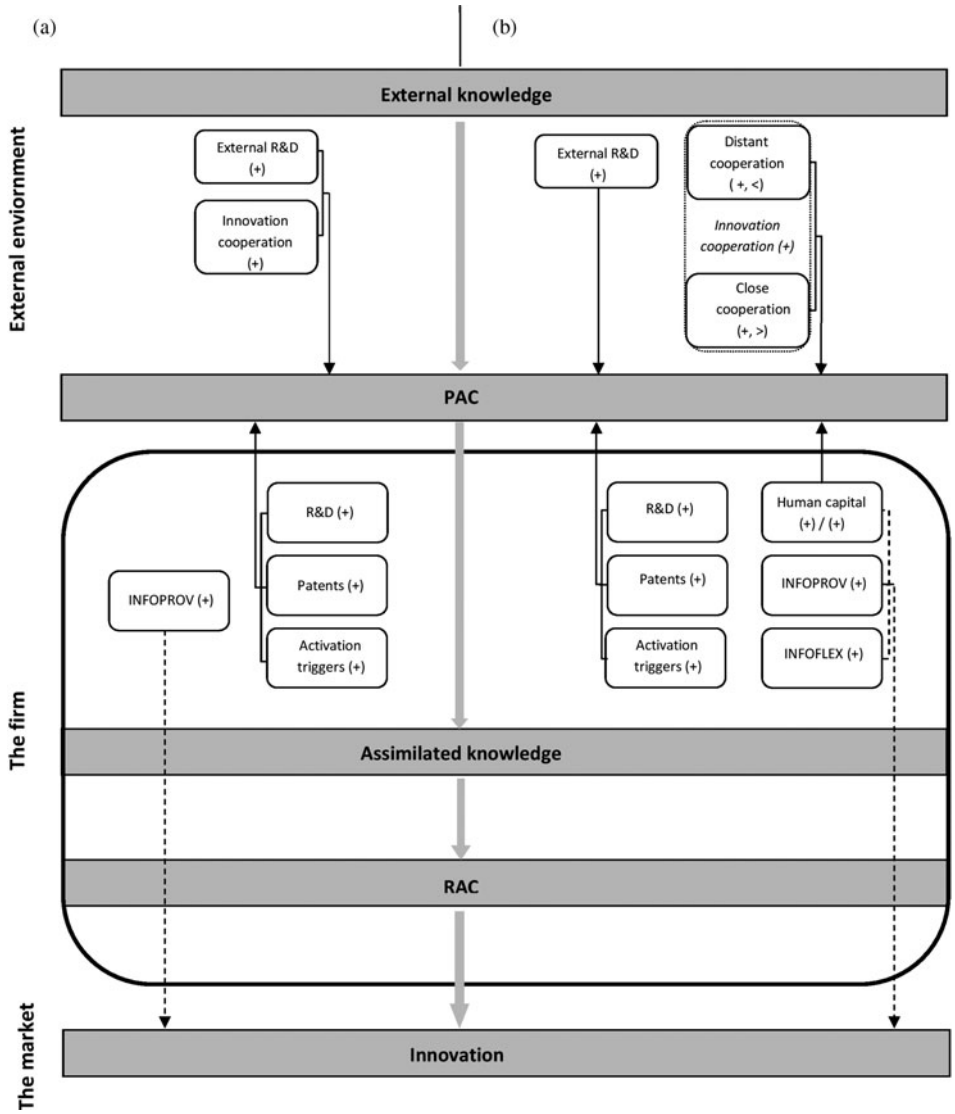 (a)
(b)
External knowledge
External enviornment
External R&D
(+)
Innovation
cooperation
(+)
External R&D
(+)
Distant
cooperation
( +, <)
Innovation
cooperation (+)
Close
cooperation
(+, >)
PAC
The firm
R&D (+)
Patents (+)
Activation
triggers (+)
INFOPROV (+)
R&D (+)
Patents (+)
Activation
triggers (+)
Human capital
(+) / (+)
INFOPROV (+)
INFOFLEX (+)
Assimilated knowledge
RAC
The market
Innovation